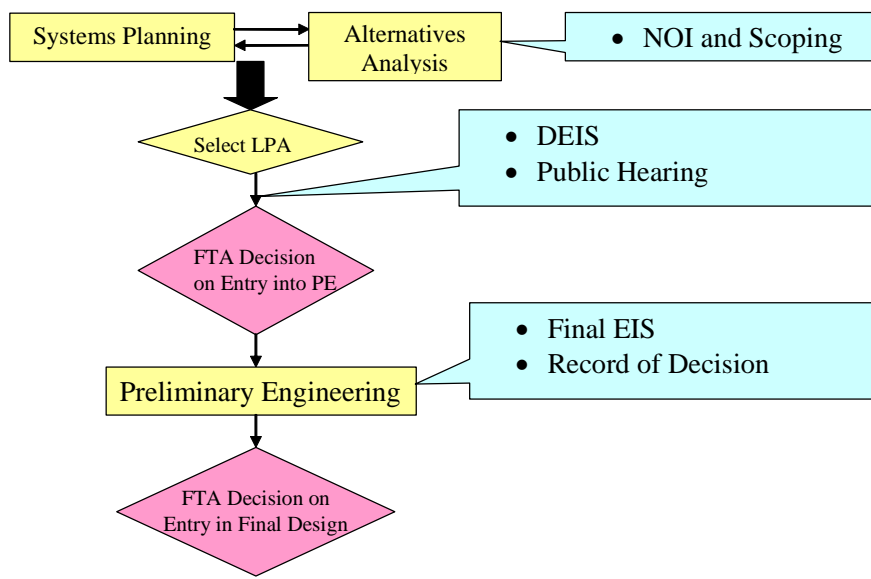 Systems Planning
Alternatives
Analysis
• NOI and Scoping
Select LPA
• DEIS
• Public Hearing
FTA Decision
on Entry into PE
• Final EIS
• Record of Decision
Preliminary Engineering
FTA Decision on
Entry in Final Design